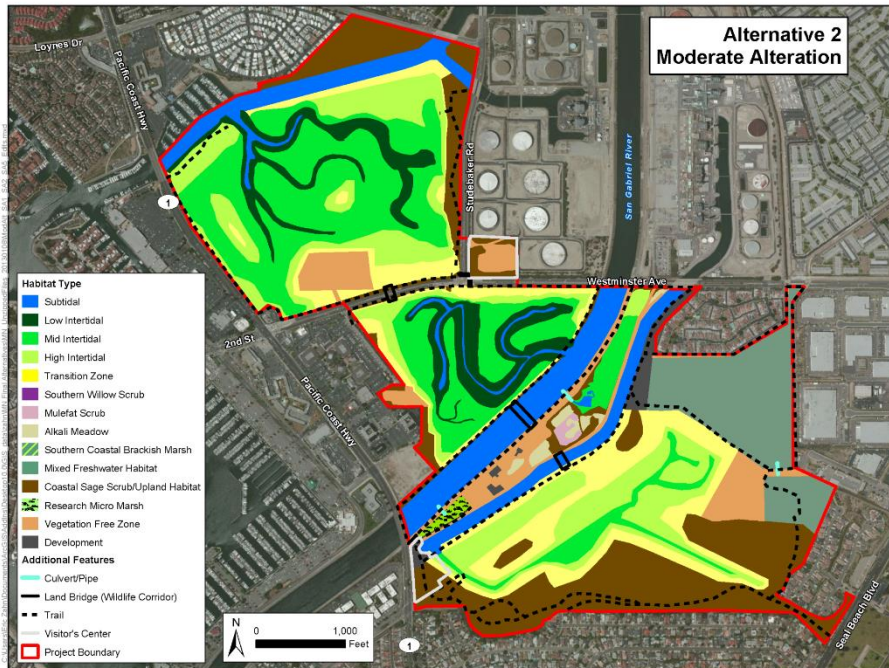 Alternative 2
Moderate Alteration
Loynes Dr
Pacific Coast Hwy
Studebaker Rd
San Gabriel River
1
Westminster Ave
2nd St
Pacific Coast Hwy
Seal Beach Blvd
1
Habitat Type
Subtidal
Low Intertidal
Mid Intertidal
High Intertidal
Transition Zone
Southern Willow Scrub
Mulefat Scrub
Alkali Meadow
Southern Coastal Brackish Marsh
Mixed Freshwater Habitat
Coastal Sage Scrub/Upland Habitat
Research Micro Marsh
Vegetation Free Zone
Development
Additional Features
Culvert/Pipe
Land Bridge (Wildlife Corridor)
Trail
Visitor's Center
Project Boundary
N
0 1,000
Feet